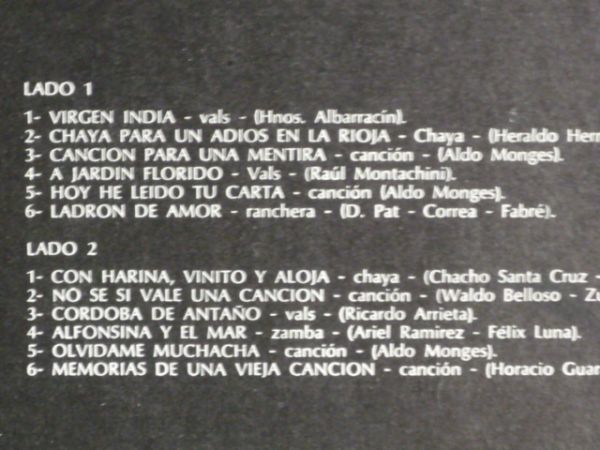 LADO 1
1- VIRGEN INDIA - vals - (Hnos. Albarracín).
2- CHAYA PARA UN ADIOS EN LA RIOJA - Chaya - (Heraldo Her
3- CANCION PARA UNA MENTIRA - canción - (Aldo Monges).
4- A JARDIN FLORIDO - Vals - (Raúl Montachini).
5- HOY HE LEIDO TU CARTA - canción (Aldo Monges).
6- LADRON DE AMOR - ranchera - (D. Pat - Correa - Fabré).
LADO 2
1- CON HARINA, VINITO Y ALOJA - chaya - (Chacho Santa Cruz -
2- NO SE SI VALE UNA CANCION - canción - (Waldo Belloso - Zu
3- CORDOBA DE ANTAÑO - vals - (Ricardo Arrieta).
4- ALFONSINA Y EL MAR - zamba - (Ariel Ramirez - Félix Luna).
5- OLVIDAME MUCHACHA - canción - (Aldo Monges).
6- MEMORIAS DE UNA VIEJA CANCION - canción - (Horacio Guar